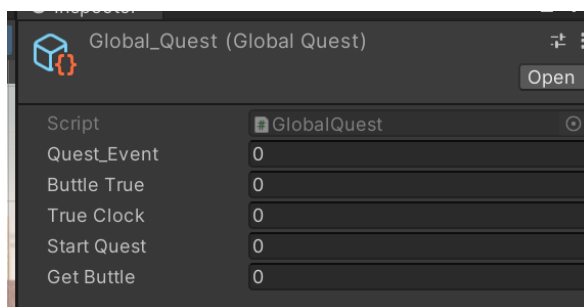 Inspector
Global_Quest (Global Quest)
Open
Script GlobalQuest
Quest_Event 0
Buttle True 0
True Clock 0
Start Quest 0
Get Buttle 0